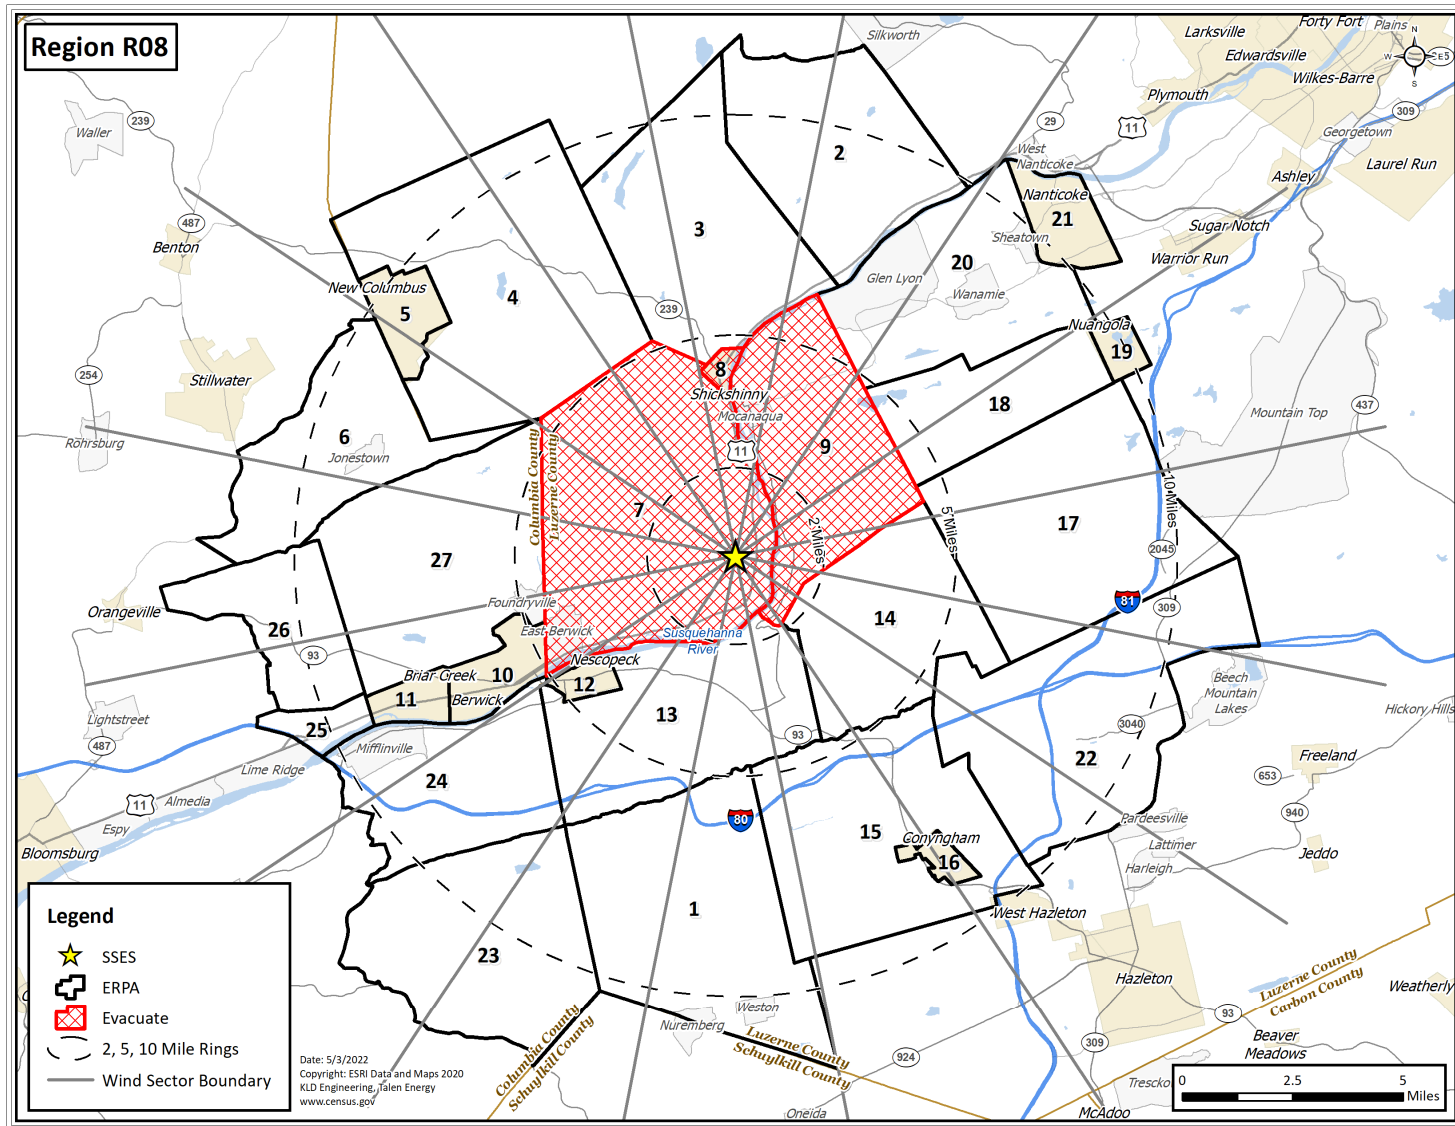 Region R08
Silkworth
Larksville
Forty Fort
Plains
N
W
E
S
Edwardsville
Wilkes-Barre
Plymouth
309
11
Georgetown
Laurel Run
29
West
Nanticoke
Ashley
Nanticoke
21
Sugar Notch
Sheatown
Warrior Run
Waller
239
487
Benton
2
3
20
Glen Lyon
Wanamie
New Columbus
5
4
239
Nuangola
19
254
Stillwater
8
Shickshinny
Mocanaqua
18
Mountain Top
437
Rohrsburg
6
Jonestown
Columbia County
Luzerne County
11
9
7
2 Miles
5 Miles
10 Miles
17
27
2045
Orangeville
26
93
Foundryville
East Berwick
Susquehanna
River
14
81
309
Briar Creek
10
Nescopeck
12
11
Berwick
Beech
Mountain
Lakes
Hickory Hills
Lightstreet
487
25
Mifflinville
13
93
3040
22
Freeland
Lime Ridge
24
653
11
Almedia
Espy
Bloomsburg
80
15
Conyngham
16
Pardeesville
Lattimer
Harleigh
940
Jeddo
1
West Hazleton
23
Hazleton
Luzerne County
Carbon County
Weatherly
Weston
Nuremberg
93
Beaver
Meadows
309
Columbia County
Schuylkill County
Luzerne County
Schuylkill County
924
Oneida
Tresckow
McAdoo
Legend
SSES
ERPA
Evacuate
2, 5, 10 Mile Rings
Wind Sector Boundary
Date: 5/3/2022
Copyright: ESRI Data and Maps 2020
KLD Engineering, Talen Energy
www.census.gov
0 2.5 5
Miles